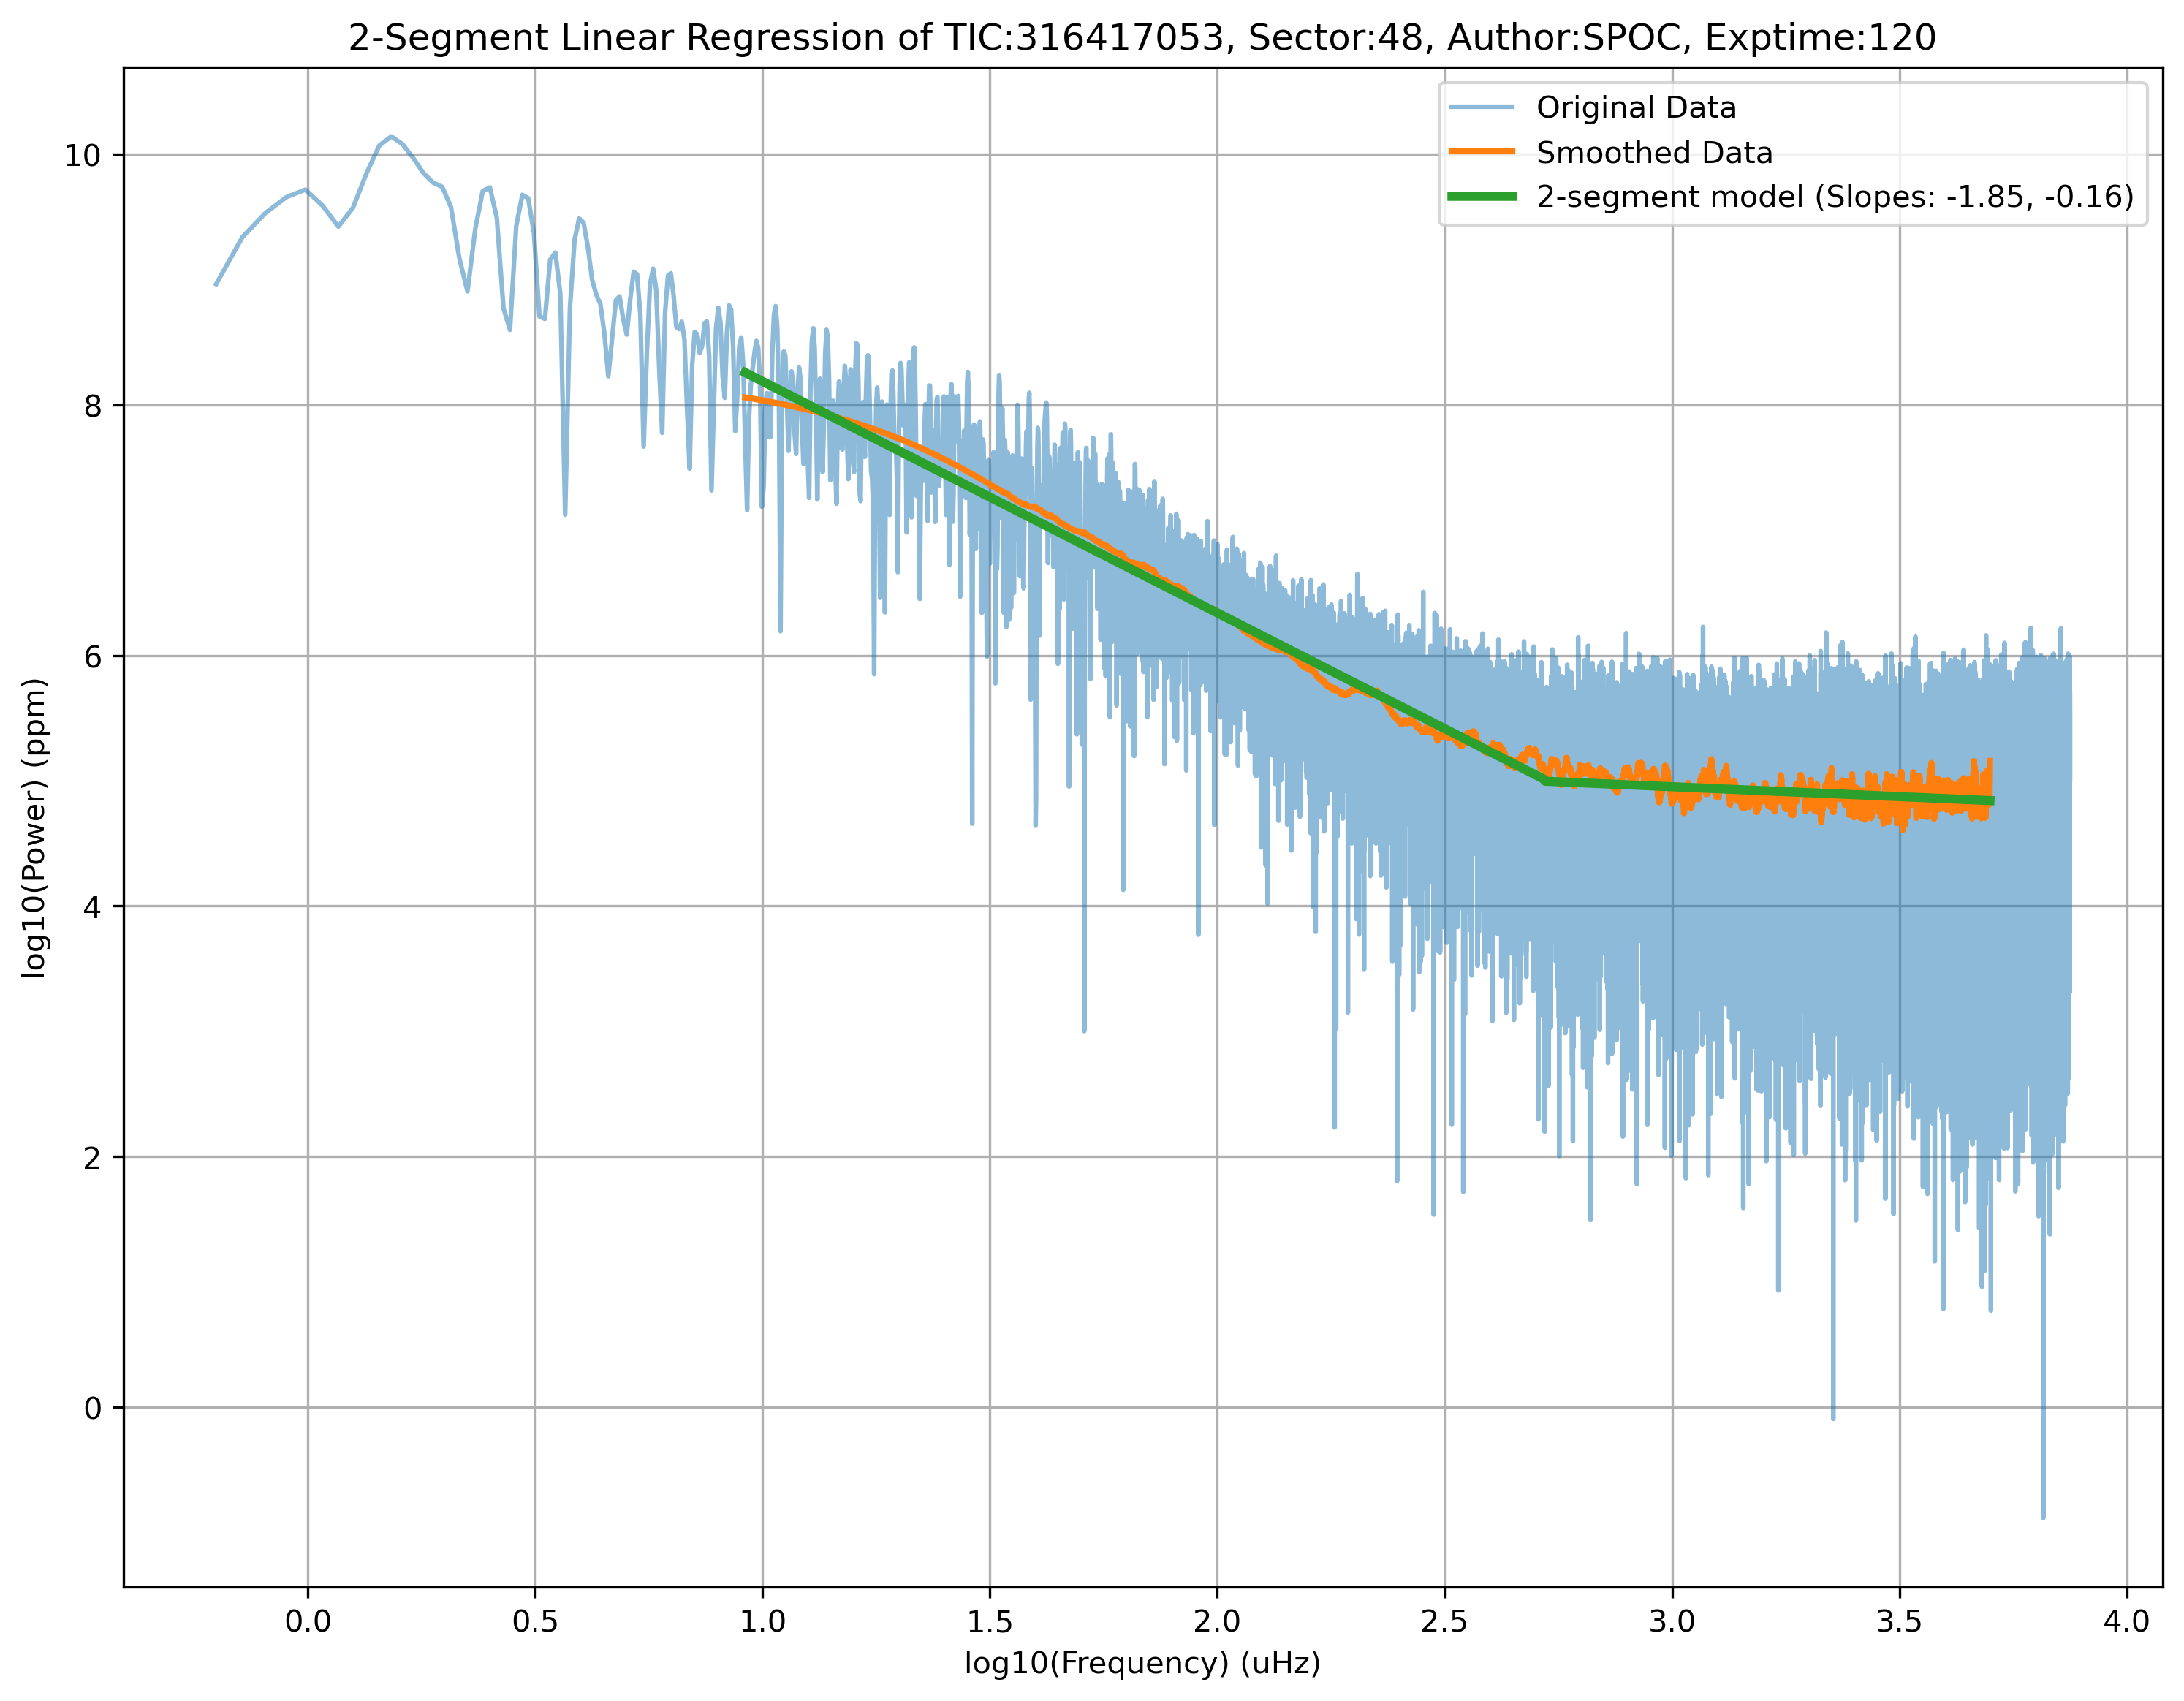 2-Segment Linear Regression of TIC:316417053, Sector:48, Author:SPOC, Exptime:120
Original Data
Smoothed Data
2-segment model (Slopes: -1.85, -0.16)
10
8
6
4
2
0
log10(Power) (ppm)
0.0 0.5 1.0 1.5 2.0 2.5 3.0 3.5 4.0
log10(Frequency) (uHz)